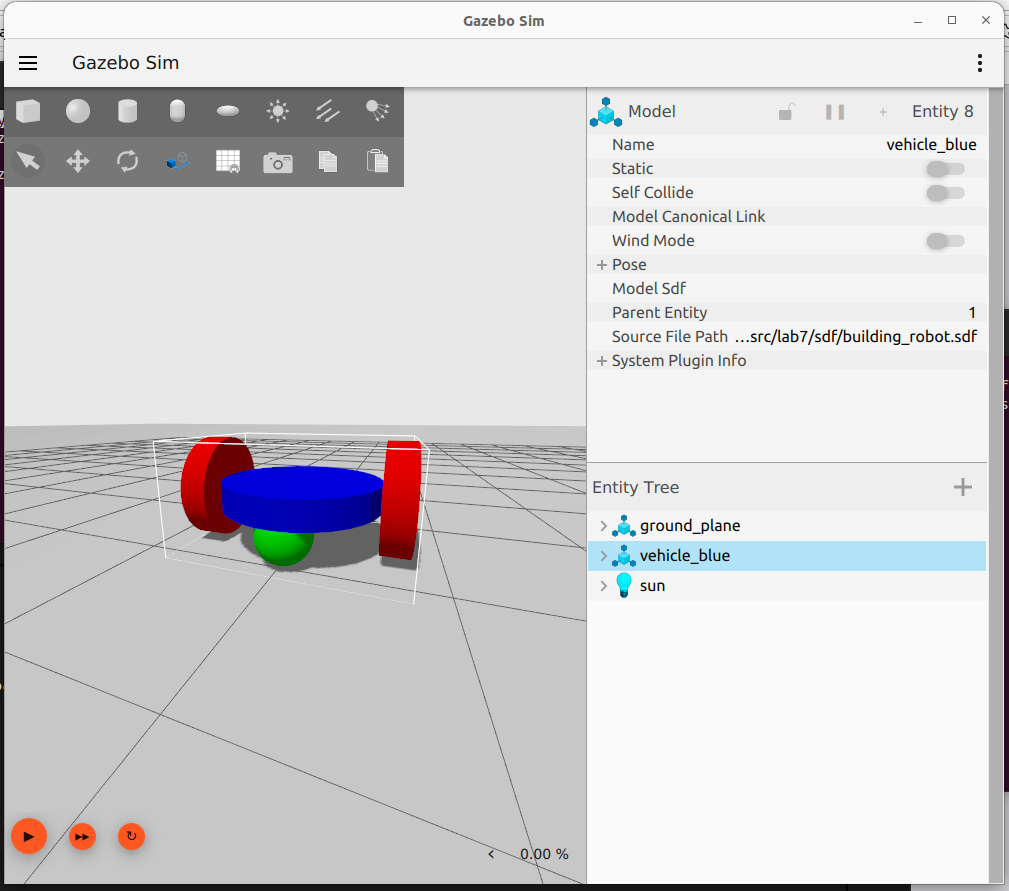 Gazebo Sim
Gazebo Sim
Model
Entity 8
Name vehicle_blue
Static
Self Collide
Model Canonical Link
Wind Mode
Pose
Model Sdf
Parent Entity 1
Source File Path ...src/lab7/sdf/building_robot.sdf
System Plugin Info
Entity Tree
ground_plane
vehicle_blue
sun
0.00 %